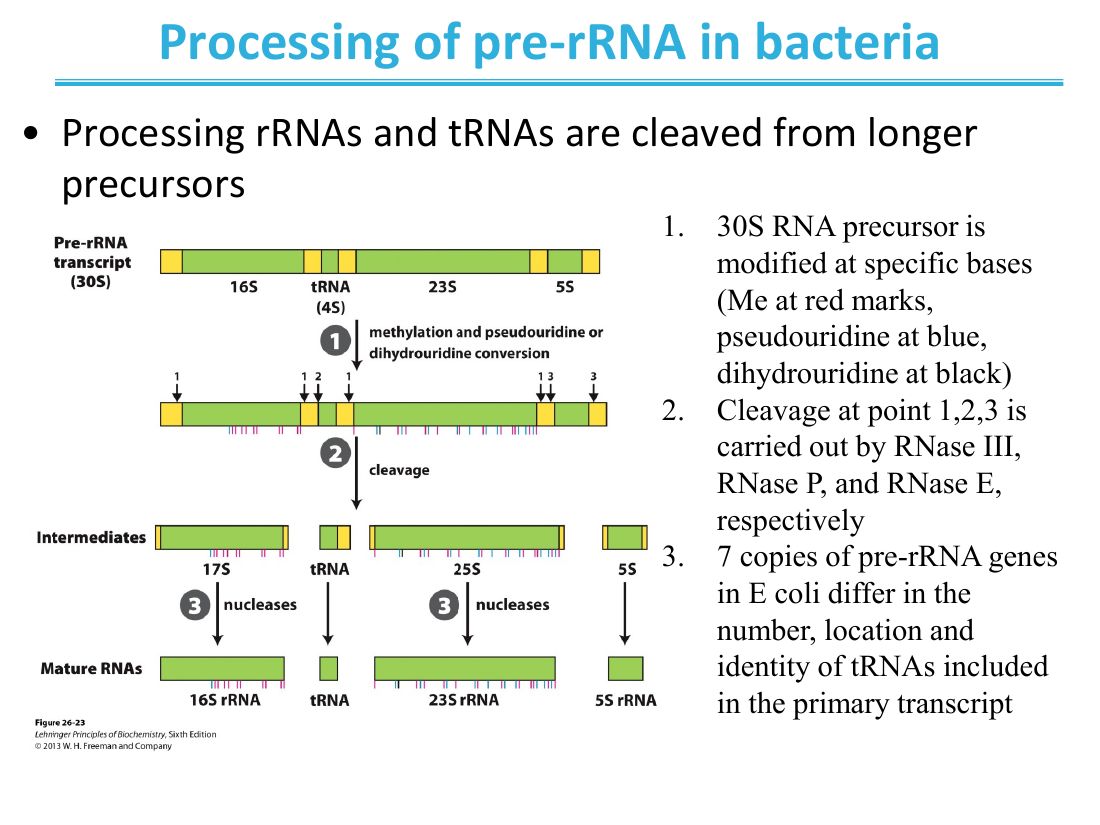 Processing of pre-rRNA in bacteria
• Processing rRNAs and tRNAs are cleaved from longer
precursors
Pre-rRNA
transcript
(30S)
16S
tRNA
(4S)
23S
5S
1
methylation and pseudouridine or
dihydrouridine conversion
1 1 2 1 1 3 3
2
cleavage
Intermediates
17S tRNA 25S 5S
3 nucleases 3 nucleases
Mature RNAs
16S rRNA tRNA 23S rRNA 5S rRNA
Figure 26-23
Lehninger Principles of Biochemistry, Sixth Edition
© 2013 W. H. Freeman and Company
1. 30S RNA precursor is
modified at specific bases
(Me at red marks,
pseudouridine at blue,
dihydrouridine at black)
2. Cleavage at point 1,2,3 is
carried out by RNase III,
RNase P, and RNase E,
respectively
3. 7 copies of pre-rRNA genes
in E coli differ in the
number, location and
identity of tRNAs included
in the primary transcript